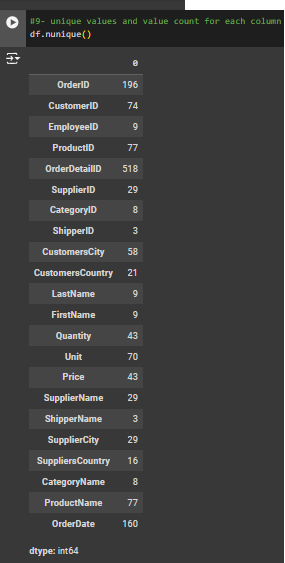 #9- unique values and value count for each column
df.nunique()
0
OrderID 196
CustomerID 74
EmployeeID 9
ProductID 77
OrderDetailID 518
SupplierID 29
CategoryID 8
ShipperID 3
CustomersCity 58
CustomersCountry 21
LastName 9
FirstName 9
Quantity 43
Unit 70
Price 43
SupplierName 29
ShipperName 3
SupplierCity 29
SuppliersCountry 16
CategoryName 8
ProductName 77
OrderDate 160
dtype: int64